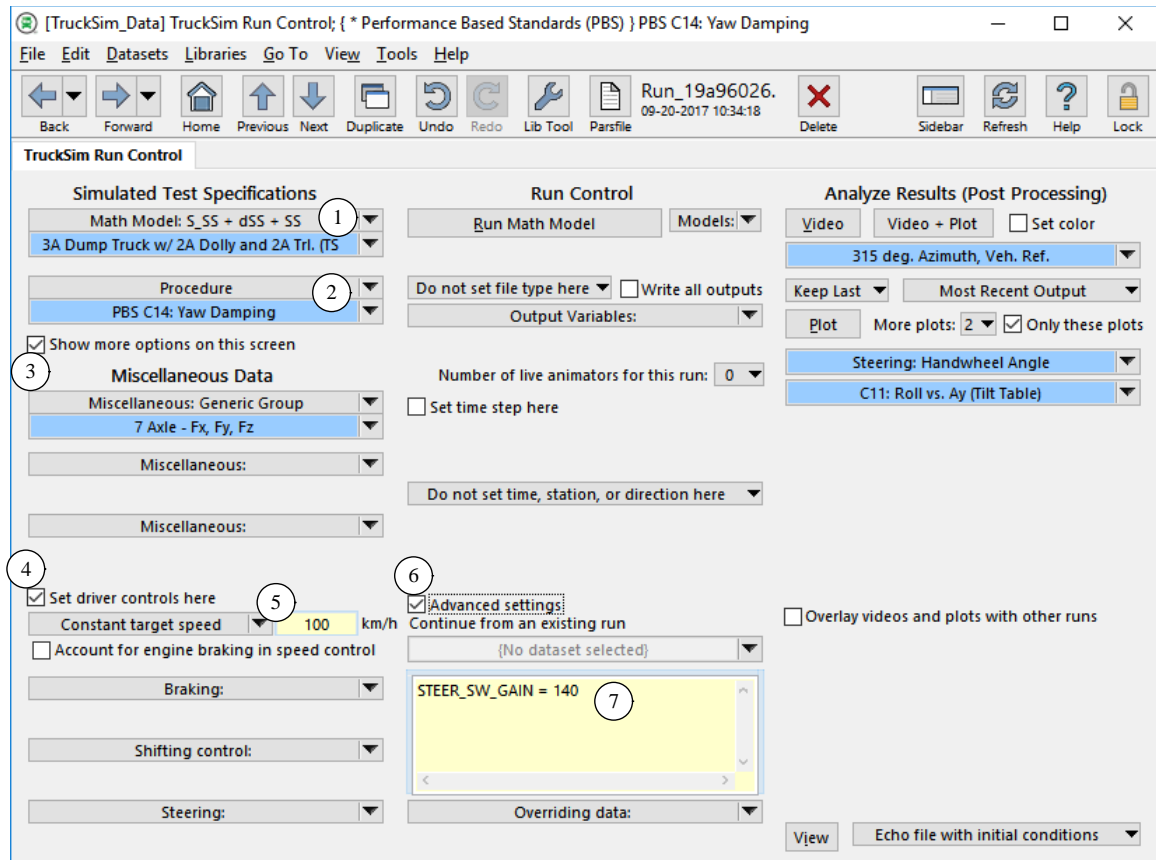 [TruckSim_Data] TruckSim Run Control; { * Performance Based Standards (PBS) } PBS C14: Yaw Damping
File Edit Datasets Libraries Go To View Tools Help
Back Forward Home Previous Next Duplicate Undo Redo Lib Tool Parsfile
Run_19a96026.
09-20-2017 10:34:18
Delete Sidebar Refresh Help Lock
TruckSim Run Control
Simulated Test Specifications
Math Model: S_SS + dSS + SS
1
3A Dump Truck w/ 2A Dolly and 2A Trl. (TS
Procedure
2
PBS C14: Yaw Damping
Show more options on this screen
3
Miscellaneous Data
Miscellaneous: Generic Group
7 Axle - Fx, Fy, Fz
Miscellaneous:
Miscellaneous:
4
Set driver controls here
5
Constant target speed 100 km/h
Account for engine braking in speed control
Braking:
Shifting control:
Steering:
Run Control
Run Math Model Models:
Do not set file type here Write all outputs
Output Variables:
Number of live animators for this run: 0
Set time step here
Do not set time, station, or direction here
6
Advanced settings
Continue from an existing run
{No dataset selected}
STEER_SW_GAIN = 140
7
Overriding data:
Analyze Results (Post Processing)
Video Video + Plot Set color
315 deg. Azimuth, Veh. Ref.
Keep Last Most Recent Output
Plot More plots: 2 Only these plots
Steering: Handwheel Angle
C11: Roll vs. Ay (Tilt Table)
Overlay videos and plots with other runs
View Echo file with initial conditions